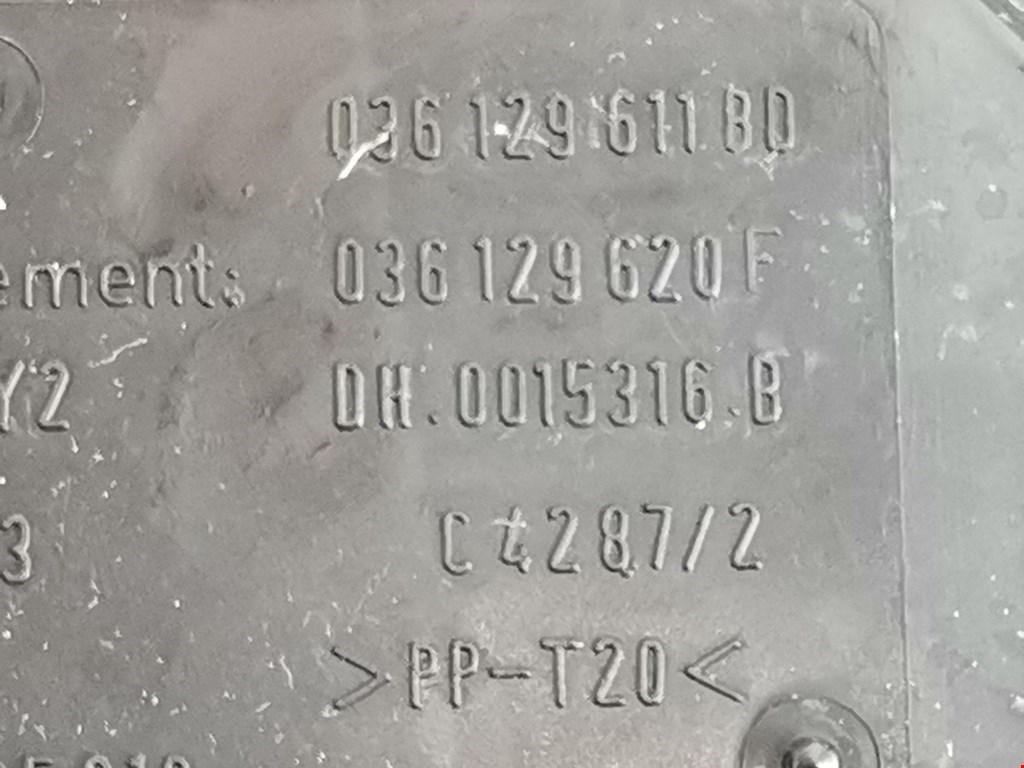 036 129 611 BD
ement: 036 129 620 F
Y2 DH.0015316.B
3 C 4287/2
>PP-T20<